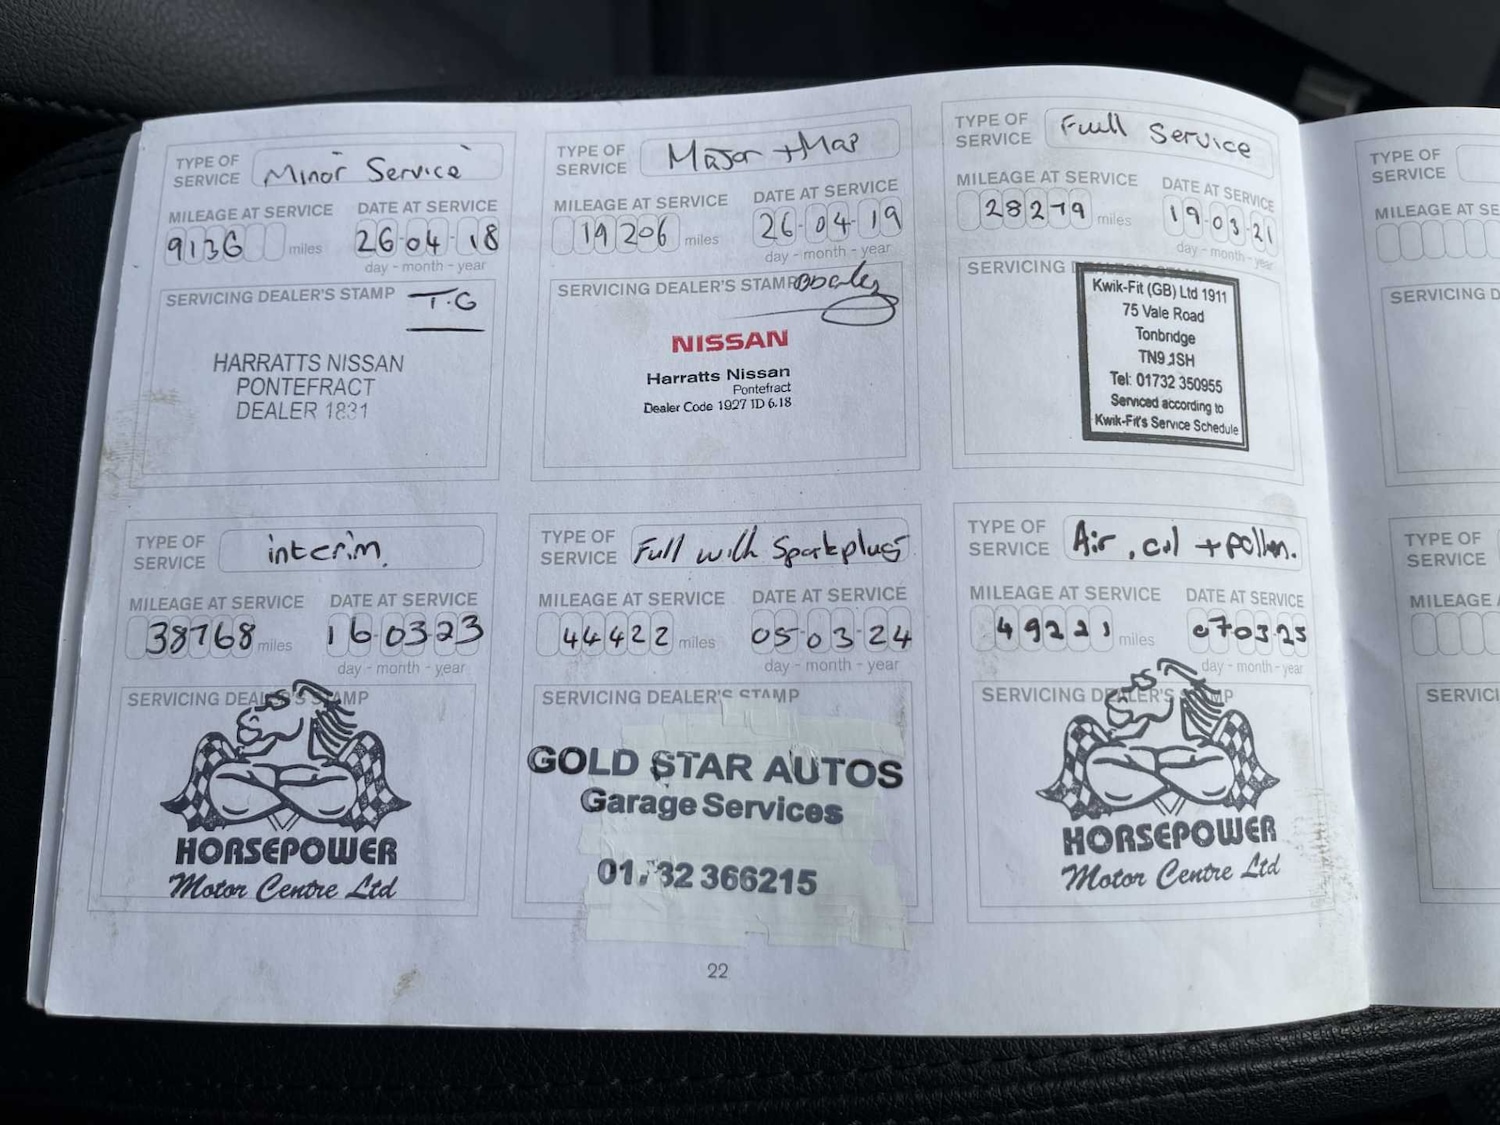 TYPE OF SERVICE Minor Service
MILEAGE AT SERVICE DATE AT SERVICE
9136 miles 26-04-18
day - month - year
SERVICING DEALER'S STAMP T.G
HARRATTS NISSAN
PONTEFRACT
DEALER 1831
TYPE OF SERVICE Major + Map
MILEAGE AT SERVICE DATE AT SERVICE
19206 miles 26-04-19
day - month - year
SERVICING DEALER'S STAMP
NISSAN
Harratts Nissan
Pontefract
Dealer Code 1927 ID 6.18
TYPE OF SERVICE Full Service
MILEAGE AT SERVICE DATE AT SERVICE
28279 miles 19-03-21
day - month - year
SERVICING DEALER'S STAMP
Kwik-Fit (GB) Ltd 1911
75 Vale Road
Tonbridge
TN9 1SH
Tel: 01732 350955
Serviced according to
Kwik-Fit's Service Schedule
TYPE OF SERVICE
MILEAGE AT SE
SERVICING D
TYPE OF SERVICE interim
MILEAGE AT SERVICE DATE AT SERVICE
38768 miles 16-03-23
day - month - year
SERVICING DEALER'S STAMP
HORSEPOWER
Motor Centre Ltd
TYPE OF SERVICE Full with Sparkplugs
MILEAGE AT SERVICE DATE AT SERVICE
44422 miles 05-03-24
day - month - year
SERVICING DEALER'S STAMP
GOLD STAR AUTOS
Garage Services
01732 366215
TYPE OF SERVICE Air, oil + pollen.
MILEAGE AT SERVICE DATE AT SERVICE
49221 miles 07-03-25
day - month - year
SERVICING DEALER'S STAMP
HORSEPOWER
Motor Centre Ltd
TYPE OF SERVICE
MILEAGE A
SERVICI
22